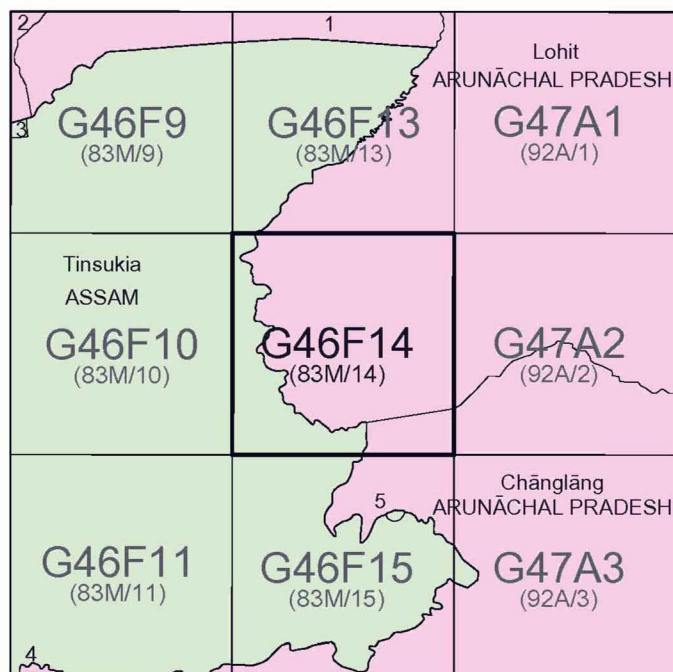 2
1
Lohit
ARUNĀCHAL PRADESH
G46F9
(83M/9)
G46F13
(83M/13)
G47A1
(92A/1)
3
Tinsukia
ASSAM
G46F10
(83M/10)
G46F14
(83M/14)
G47A2
(92A/2)
Chānglāng
ARUNĀCHAL PRADESH
5
G46F11
(83M/11)
G46F15
(83M/15)
G47A3
(92A/3)
4